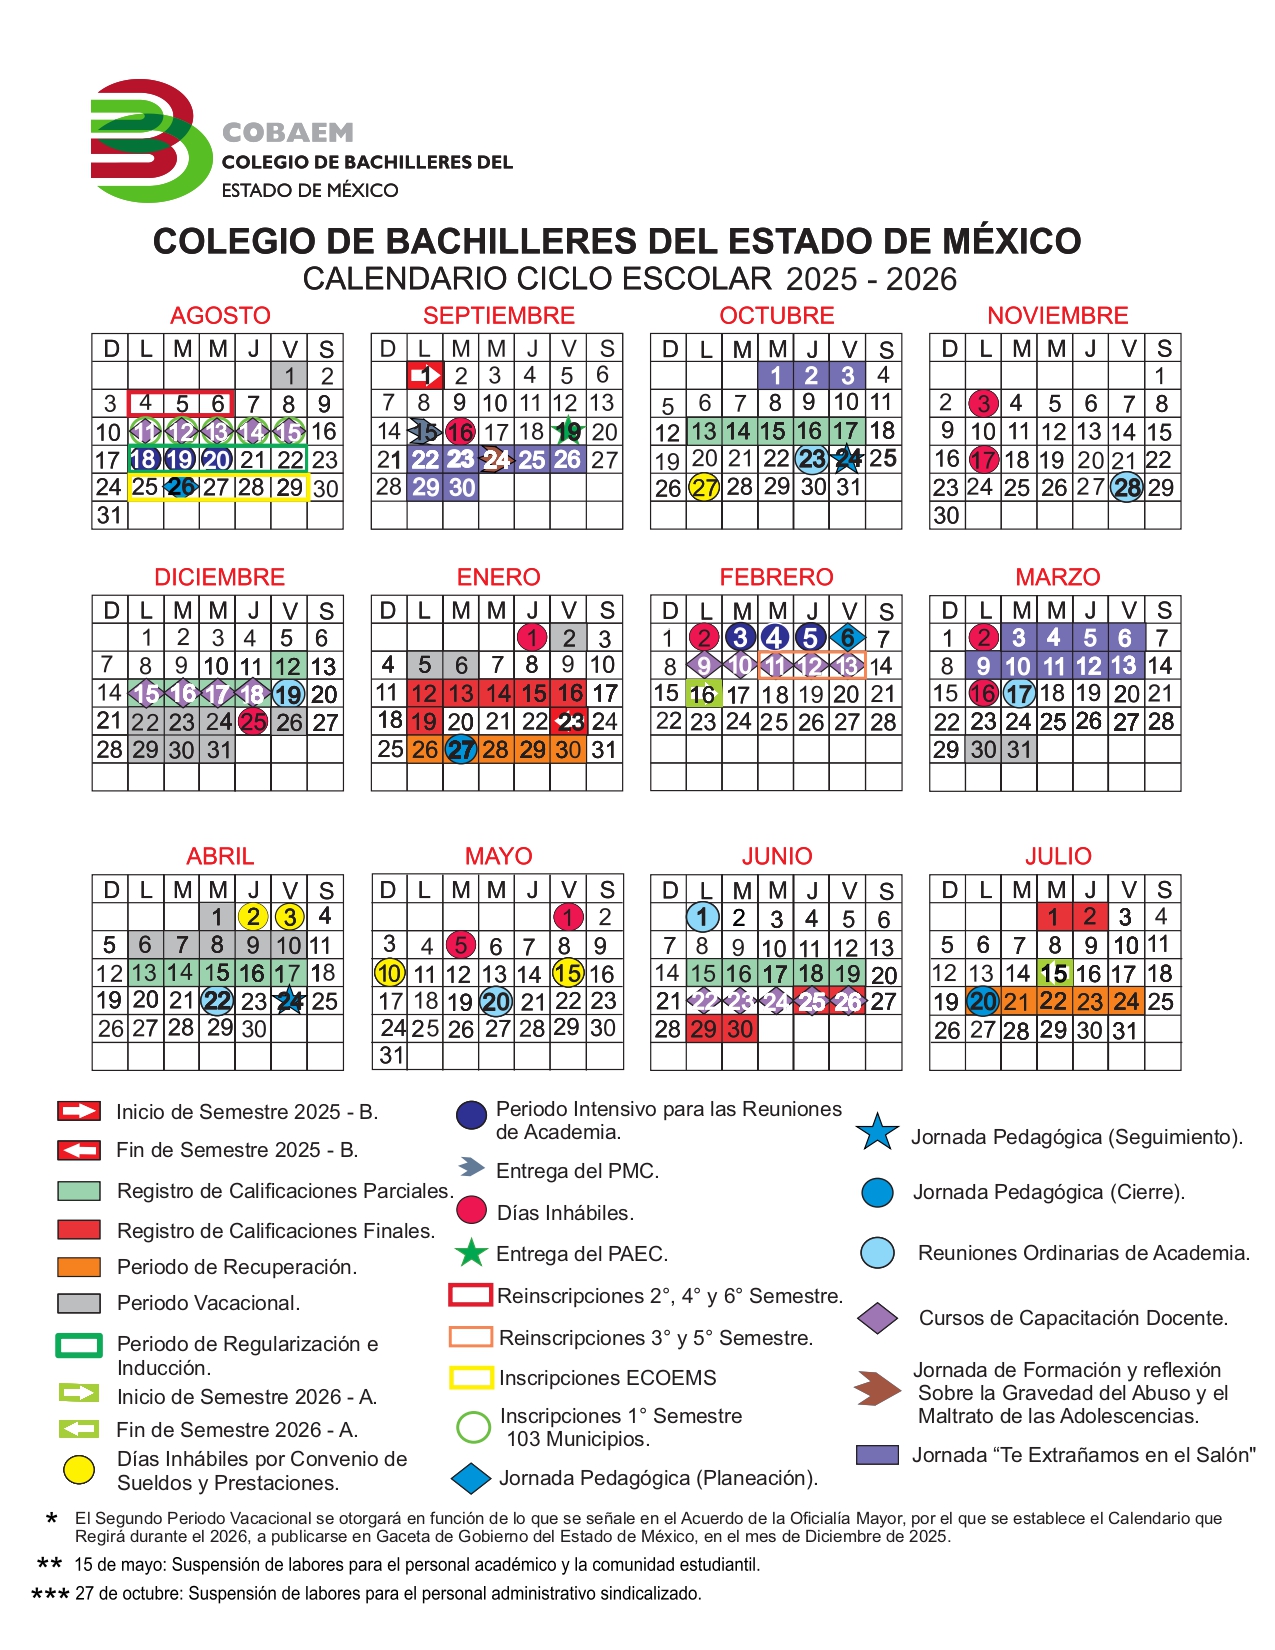 COBAEM
COLEGIO DE BACHILLERES DEL
ESTADO DE MÉXICO
COLEGIO DE BACHILLERES DEL ESTADO DE MÉXICO
CALENDARIO CICLO ESCOLAR 2025 - 2026
AGOSTO
D L M M J V S
1 2
3 4 5 6 7 8 9
10 11 12 13 14 15 16
17 18 19 20 21 22 23
24 25 26 27 28 29 30
31
SEPTIEMBRE
D L M M J V S
1 2 3 4 5 6
7 8 9 10 11 12 13
14 15 16 17 18 19 20
21 22 23 24 25 26 27
28 29 30
OCTUBRE
D L M M J V S
1 2 3 4
5 6 7 8 9 10 11
12 13 14 15 16 17 18
19 20 21 22 23 24 25
26 27 28 29 30 31
NOVIEMBRE
D L M M J V S
1
2 3 4 5 6 7 8
9 10 11 12 13 14 15
16 17 18 19 20 21 22
23 24 25 26 27 28 29
30
DICIEMBRE
D L M M J V S
1 2 3 4 5 6
7 8 9 10 11 12 13
14 15 16 17 18 19 20
21 22 23 24 25 26 27
28 29 30 31
ENERO
D L M M J V S
1 2 3
4 5 6 7 8 9 10
11 12 13 14 15 16 17
18 19 20 21 22 23 24
25 26 27 28 29 30 31
FEBRERO
D L M M J V S
1 2 3 4 5 6 7
8 9 10 11 12 13 14
15 16 17 18 19 20 21
22 23 24 25 26 27 28
MARZO
D L M M J V S
1 2 3 4 5 6 7
8 9 10 11 12 13 14
15 16 17 18 19 20 21
22 23 24 25 26 27 28
29 30 31
ABRIL
D L M M J V S
1 2 3 4
5 6 7 8 9 10 11
12 13 14 15 16 17 18
19 20 21 22 23 24 25
26 27 28 29 30
MAYO
D L M M J V S
1 2
3 4 5 6 7 8 9
10 11 12 13 14 15 16
17 18 19 20 21 22 23
24 25 26 27 28 29 30
31
JUNIO
D L M M J V S
1 2 3 4 5 6
7 8 9 10 11 12 13
14 15 16 17 18 19 20
21 22 23 24 25 26 27
28 29 30
JULIO
D L M M J V S
1 2 3 4
5 6 7 8 9 10 11
12 13 14 15 16 17 18
19 20 21 22 23 24 25
26 27 28 29 30 31
Inicio de Semestre 2025 - B.
Fin de Semestre 2025 - B.
Registro de Calificaciones Parciales.
Registro de Calificaciones Finales.
Periodo de Recuperación.
Periodo Vacacional.
Periodo de Regularización e
Inducción.
Inicio de Semestre 2026 - A.
Fin de Semestre 2026 - A.
Días Inhábiles por Convenio de
Sueldos y Prestaciones.
Periodo Intensivo para las Reuniones
de Academia.
Entrega del PMC.
Días Inhábiles.
Entrega del PAEC.
Reinscripciones 2°, 4° y 6° Semestre.
Reinscripciones 3° y 5° Semestre.
Inscripciones ECOEMS
Inscripciones 1° Semestre
103 Municipios.
Jornada Pedagógica (Planeación).
Jornada Pedagógica (Seguimiento).
Jornada Pedagógica (Cierre).
Reuniones Ordinarias de Academia.
Cursos de Capacitación Docente.
Jornada de Formación y reflexión
Sobre la Gravedad del Abuso y el
Maltrato de las Adolescencias.
Jornada “Te Extrañamos en el Salón"
* El Segundo Periodo Vacacional se otorgará en función de lo que se señale en el Acuerdo de la Oficialía Mayor, por el que se establece el Calendario que
Regirá durante el 2026, a publicarse en Gaceta de Gobierno del Estado de México, en el mes de Diciembre de 2025.
** 15 de mayo: Suspensión de labores para el personal académico y la comunidad estudiantil.
*** 27 de octubre: Suspensión de labores para el personal administrativo sindicalizado.